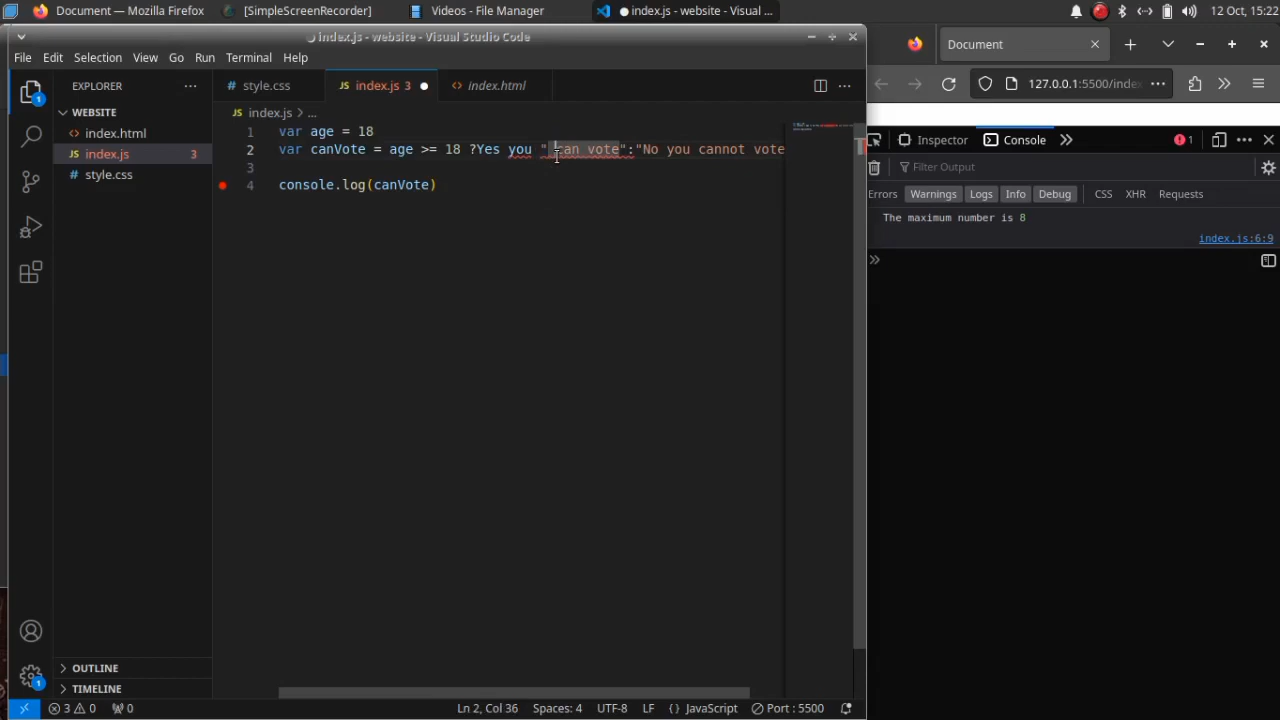 Document — Mozilla Firefox
[SimpleScreenRecorder]
Videos - File Manager
● index.js - website - Visual ...
12 Oct, 15:22
● index.js - website - Visual Studio Code
File Edit Selection View Go Run Terminal Help
Document
EXPLORER
style.css
index.js 3
index.html
127.0.0.1:5500/index
WEBSITE
index.html
index.js 3
style.css
index.js > ...
1 var age = 18
2 var canVote = age >= 18 ?Yes you " can vote":"No you cannot vote
3
4 console.log(canVote)
Console
1
Filter Output
Errors Warnings Logs Info Debug CSS XHR Requests
The maximum number is 8
index.js:6:9
OUTLINE
TIMELINE
3 0 0
Ln 2, Col 36 Spaces: 4 UTF-8 LF {} JavaScript Port : 5500